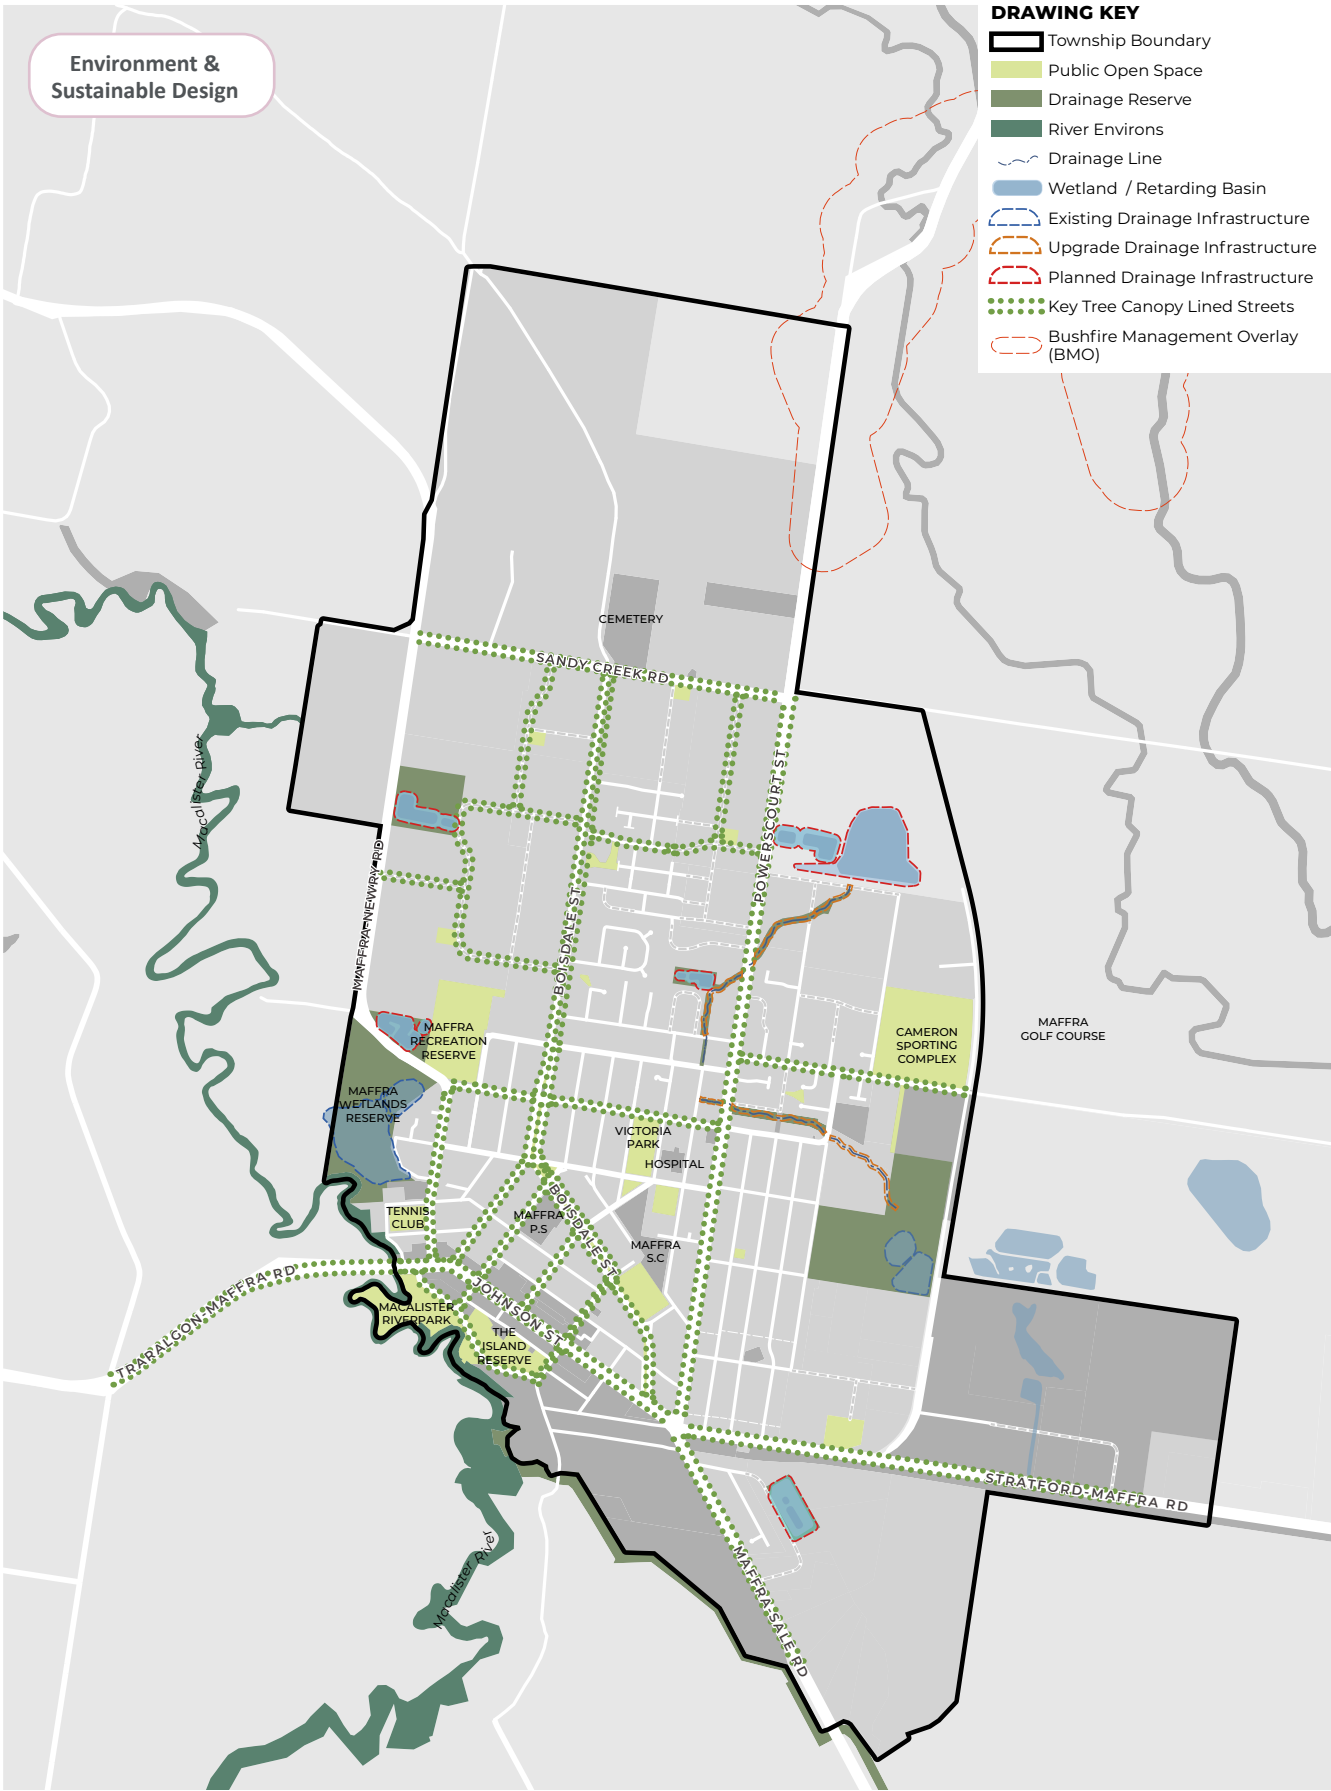 Environment &
Sustainable Design
DRAWING KEY
Township Boundary
Public Open Space
Drainage Reserve
River Environs
Drainage Line
Wetland / Retarding Basin
Existing Drainage Infrastructure
Upgrade Drainage Infrastructure
Planned Drainage Infrastructure
Key Tree Canopy Lined Streets
Bushfire Management Overlay
(BMO)
CEMETERY
SANDY CREEK RD
Macalister River
POWERSCOURT ST
MAFFRA-NEWRY RD
BOISDALE ST
MAFFRA
RECREATION
RESERVE
CAMERON
SPORTING
COMPLEX
MAFFRA
GOLF COURSE
MAFFRA
WETLANDS
RESERVE
VICTORIA
PARK
HOSPITAL
TENNIS
CLUB
MAFFRA
P.S
BOISDALE ST
MAFFRA
S.C
TRARALGON-MAFFRA RD
JOHNSON ST
MACALISTER
RIVERPARK
THE
ISLAND
RESERVE
STRATFORD-MAFFRA RD
Macalister River
MAFFRA-SALE RD